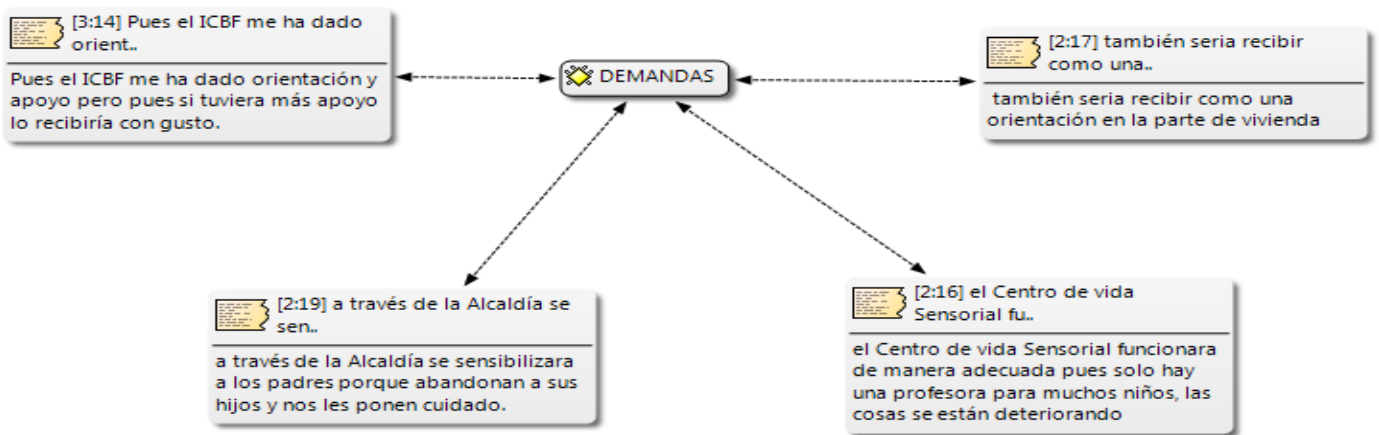 [3:14] Pues el ICBF me ha dado
orient..
Pues el ICBF me ha dado orientación y
apoyo pero pues si tuviera más apoyo
lo recibiría con gusto.
DEMANDAS
[2:17] también seria recibir
como una..
también seria recibir como una
orientación en la parte de vivienda
[2:19] a través de la Alcaldía se
sen..
a través de la Alcaldía se sensibilizara
a los padres porque abandonan a sus
hijos y nos les ponen cuidado.
[2:16] el Centro de vida
Sensorial fu..
el Centro de vida Sensorial funcionara
de manera adecuada pues solo hay
una profesora para muchos niños, las
cosas se están deteriorando